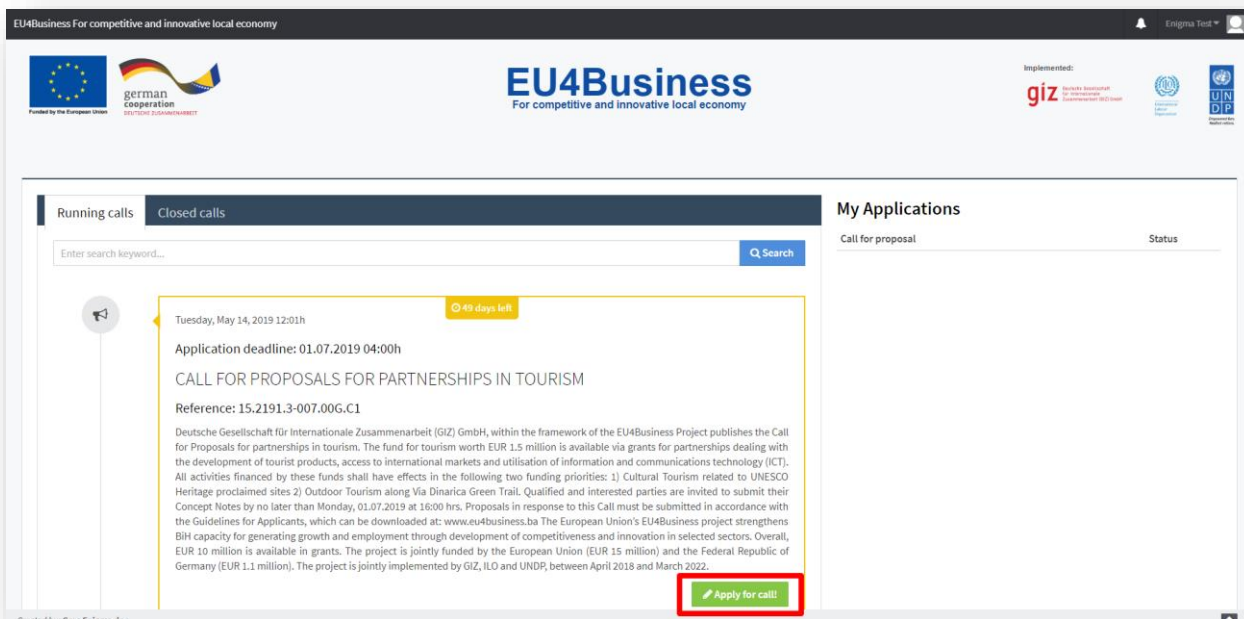 EU4Business For competitive and innovative local economy
Enigma Test
Funded by the European Union
german
cooperation
DEUTSCHE ZUSAMMENARBEIT
EU4Business
For competitive and innovative local economy
Implemented:
giz Deutsche Gesellschaft
für Internationale
Zusammenarbeit (GIZ) GmbH
International
Labour
Organization
U N
D P
Running calls
Closed calls
Enter search keyword...
Search
49 days left
Tuesday, May 14, 2019 12:01h
Application deadline: 01.07.2019 04:00h
CALL FOR PROPOSALS FOR PARTNERSHIPS IN TOURISM
Reference: 15.2191.3-007.00G.C1
Deutsche Gesellschaft für Internationale Zusammenarbeit (GIZ) GmbH, within the framework of the EU4Business Project publishes the Call
for Proposals for partnerships in tourism. The fund for tourism worth EUR 1.5 million is available via grants for partnerships dealing with
the development of tourist products, access to international markets and utilisation of information and communications technology (ICT).
All activities financed by these funds shall have effects in the following two funding priorities: 1) Cultural Tourism related to UNESCO
Heritage proclaimed sites 2) Outdoor Tourism along Via Dinarica Green Trail. Qualified and interested parties are invited to submit their
Concept Notes by no later than Monday, 01.07.2019 at 16:00 hrs. Proposals in response to this Call must be submitted in accordance with
the Guidelines for Applicants, which can be downloaded at: www.eu4business.ba The European Union's EU4Business project strengthens
BiH capacity for generating growth and employment through development of competitiveness and innovation in selected sectors. Overall,
EUR 10 million is available in grants. The project is jointly funded by the European Union (EUR 15 million) and the Federal Republic of
Germany (EUR 1.1 million). The project is jointly implemented by GIZ, ILO and UNDP, between April 2018 and March 2022.
Apply for call!
My Applications
Call for proposal
Status